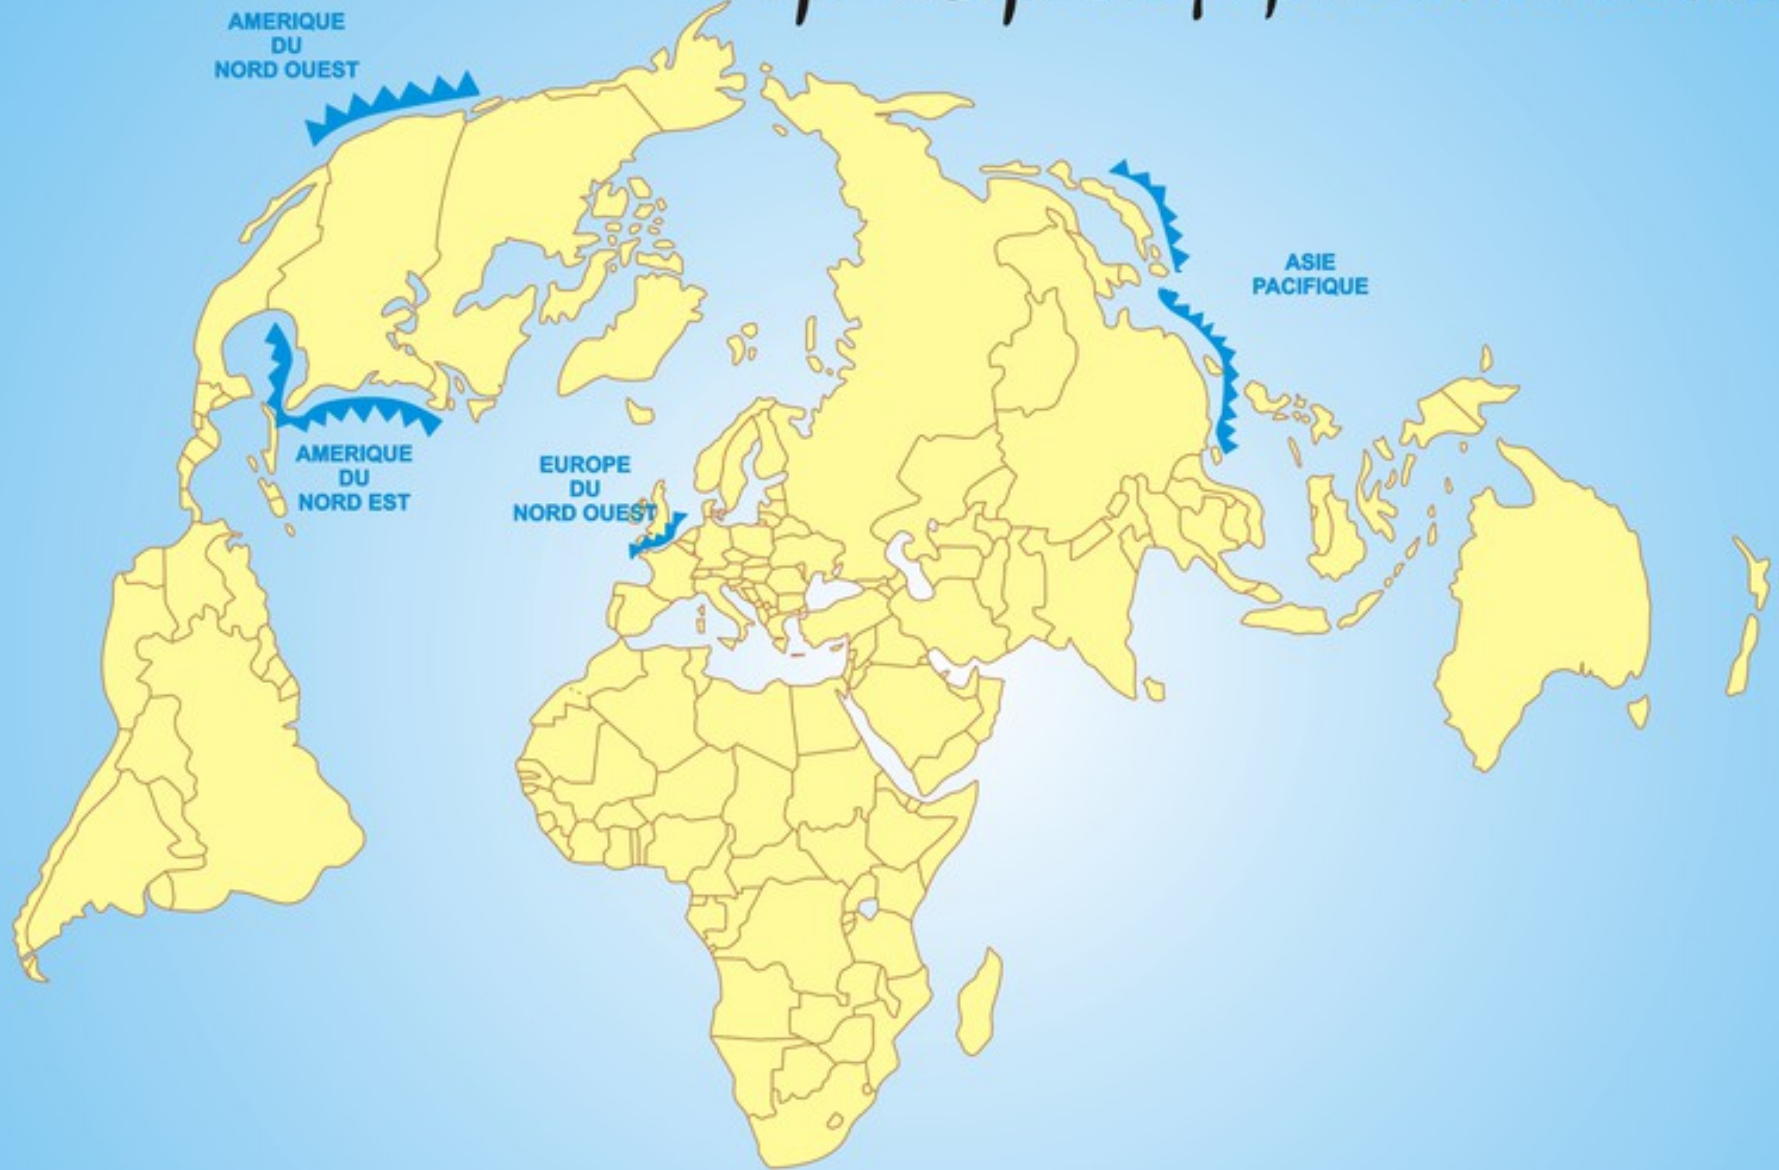 AMERIQUE
DU
NORD OUEST
ASIE
PACIFIQUE
AMERIQUE
DU
NORD EST
EUROPE
DU
NORD OUEST